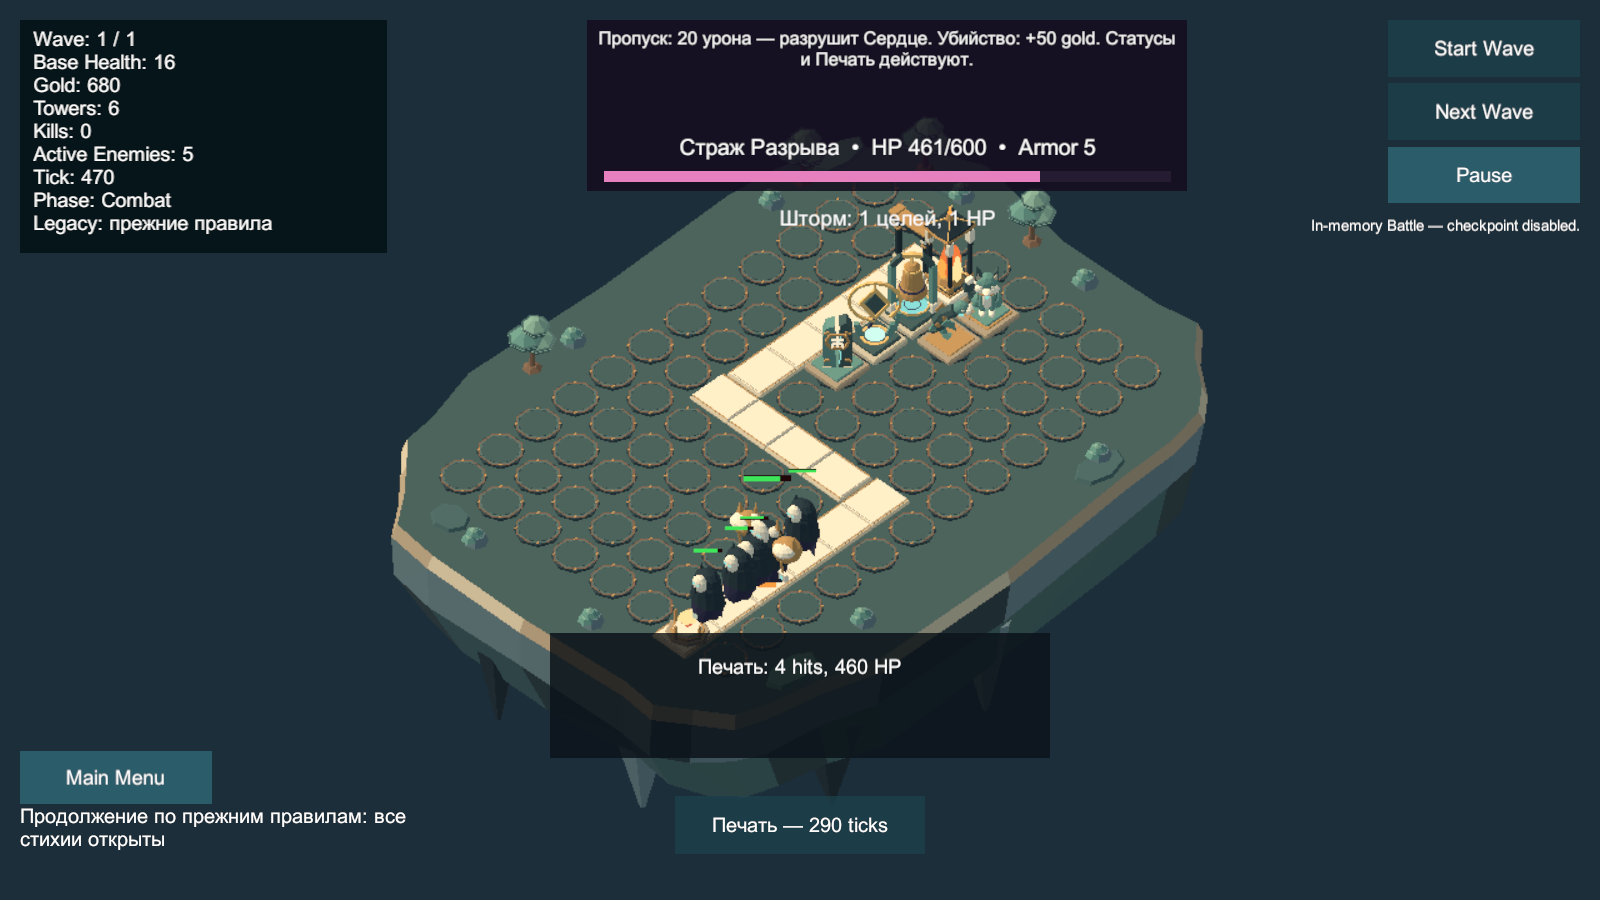 Wave: 1 / 1
Base Health: 16
Gold: 680
Towers: 6
Kills: 0
Active Enemies: 5
Tick: 470
Phase: Combat
Legacy: прежние правила
Пропуск: 20 урона — разрушит Сердце. Убийство: +50 gold. Статусы
и Печать действуют.
Страж Разрыва • HP 461/600 • Armor 5
Шторм: 1 целей, 1 HP
Start Wave
Next Wave
Pause
In-memory Battle — checkpoint disabled.
Печать: 4 hits, 460 HP
Main Menu
Продолжение по прежним правилам: все
стихии открыты
Печать — 290 ticks